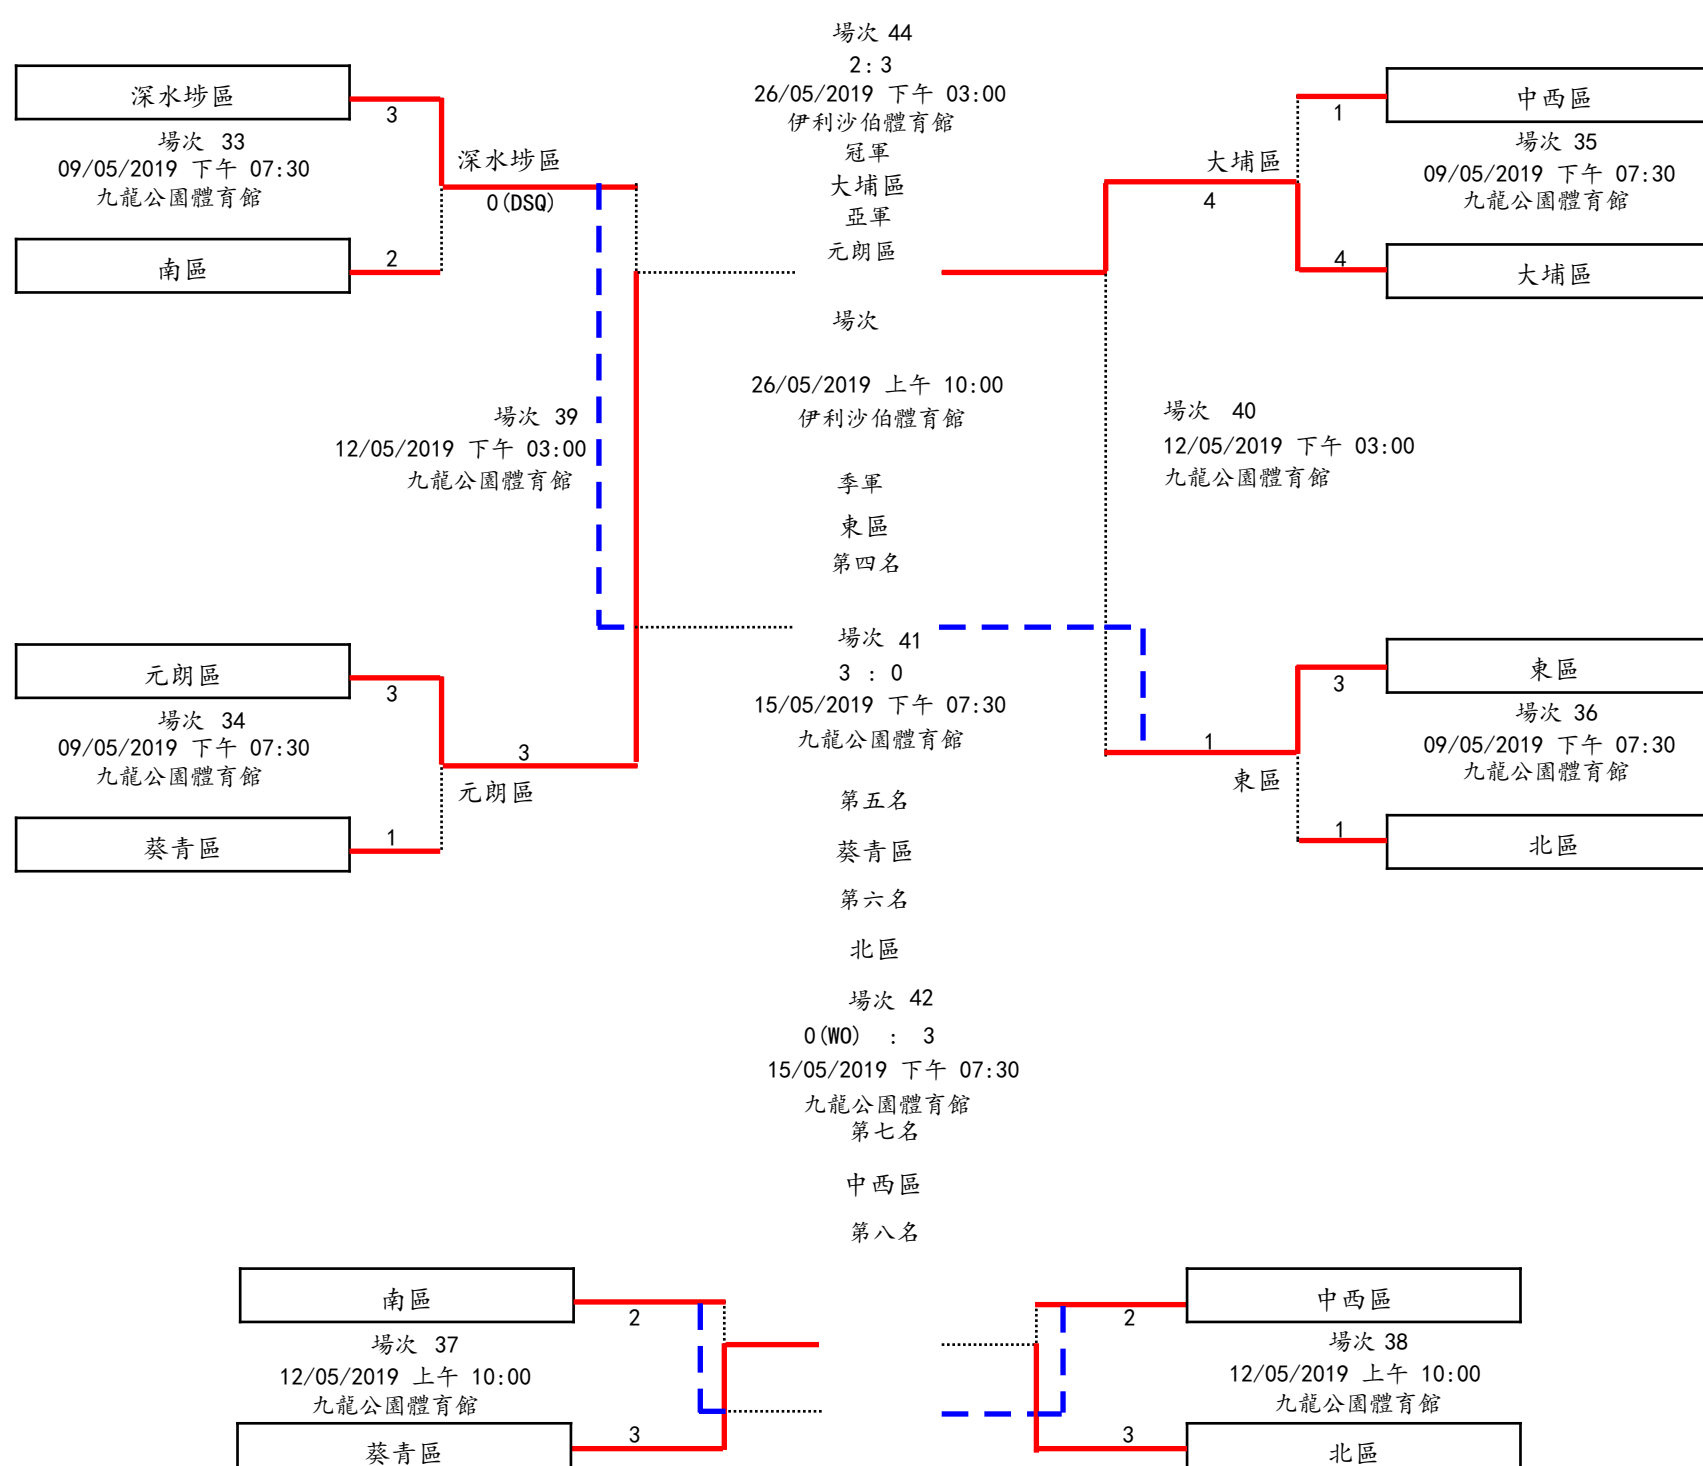 場次 44
2:3
26/05/2019 下午 03:00
伊利沙伯體育館
冠軍
大埔區
亞軍
元朗區
深水埗區
3
場次 33
09/05/2019 下午 07:30
九龍公園體育館
南區
2
深水埗區
0(DSQ)
中西區
1
場次 35
09/05/2019 下午 07:30
九龍公園體育館
大埔區
4
大埔區
4
場次
26/05/2019 上午 10:00
伊利沙伯體育館
季軍
東區
第四名
場次 39
12/05/2019 下午 03:00
九龍公園體育館
場次 40
12/05/2019 下午 03:00
九龍公園體育館
元朗區
3
場次 34
09/05/2019 下午 07:30
九龍公園體育館
葵青區
1
3
元朗區
場次 41
3 : 0
15/05/2019 下午 07:30
九龍公園體育館
第五名
葵青區
第六名
北區
東區
3
場次 36
09/05/2019 下午 07:30
九龍公園體育館
北區
1
1
東區
場次 42
0(WO) : 3
15/05/2019 下午 07:30
九龍公園體育館
第七名
中西區
第八名
南區
2
場次 37
12/05/2019 上午 10:00
九龍公園體育館
葵青區
3
中西區
2
場次 38
12/05/2019 上午 10:00
九龍公園體育館
北區
3